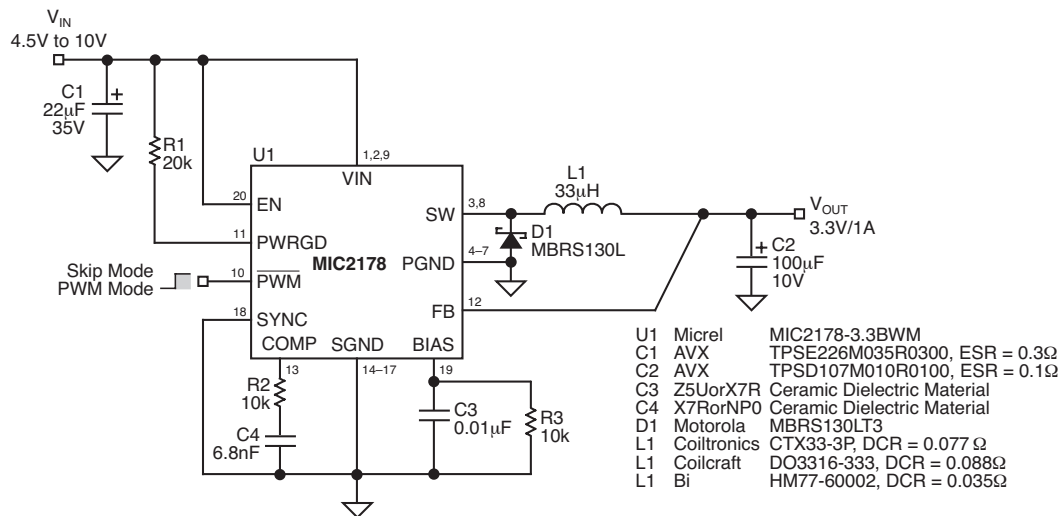 VIN
4.5V to 10V
C1
22µF
35V
+
R1
20k
U1
1,2,9
VIN
20
EN
11
PWRGD
MIC2178
Skip Mode
PWM Mode
10
PWM
18
SYNC
COMP
SGND
BIAS
13
14–17
19
SW
3,8
PGND
4–7
FB
12
L1
33µH
D1
MBRS130L
VOUT
3.3V/1A
+
C2
100µF
10V
R2
10k
C4
6.8nF
C3
0.01µF
R3
10k
U1 Micrel MIC2178-3.3BWM
C1 AVX TPSE226M035R0300, ESR = 0.3Ω
C2 AVX TPSD107M010R0100, ESR = 0.1Ω
C3 Z5UorX7R Ceramic Dielectric Material
C4 X7RorNP0 Ceramic Dielectric Material
D1 Motorola MBRS130LT3
L1 Coiltronics CTX33-3P, DCR = 0.077 Ω
L1 Coilcraft DO3316-333, DCR = 0.088Ω
L1 Bi HM77-60002, DCR = 0.035Ω